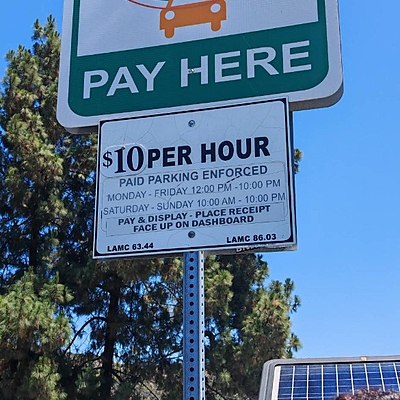 PAY HERE
$10 PER HOUR
PAID PARKING ENFORCED
MONDAY - FRIDAY 12:00 PM -10:00 PM
SATURDAY - SUNDAY 10:00 AM - 10:00 PM
PAY & DISPLAY - PLACE RECEIPT
FACE UP ON DASHBOARD
LAMC 63.44 LAMC 86.03